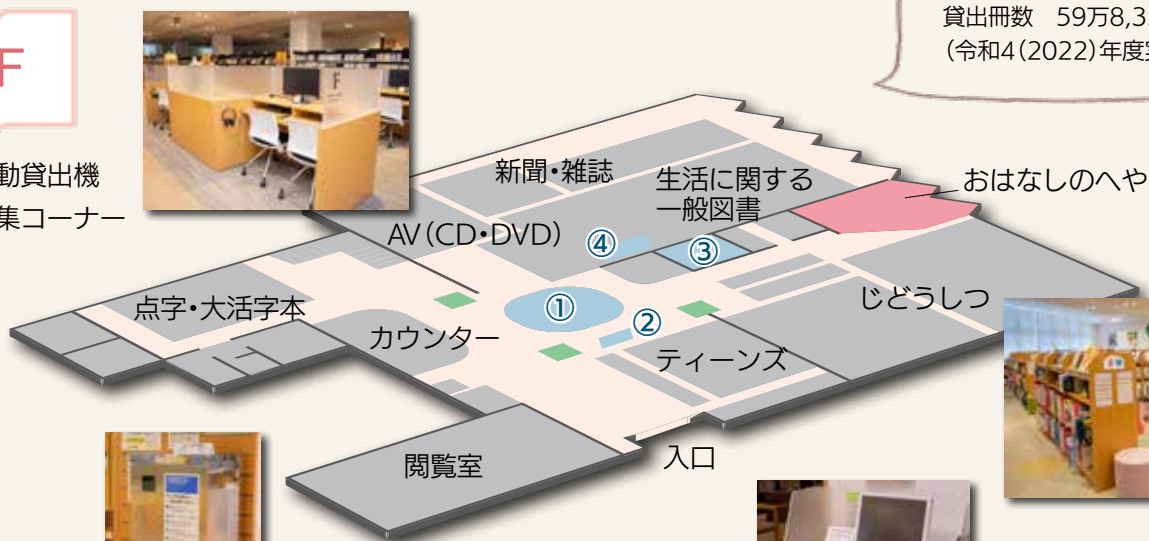 貸出冊数 59万8,3
(令和4(2022)年度
F
動貸出機
集コーナー
新聞・雑誌
生活に関する
一般図書
おはなしのへや
AV(CD・DVD)
④
③
点字・大活字本
①
②
じどうしつ
カウンター
ティーンズ
閲覧室
入口
F